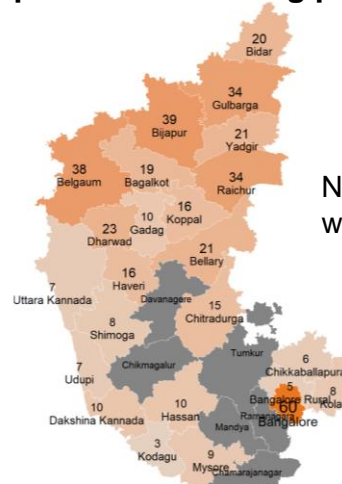 20
Bidar
34
Gulbarga
39
Bijapur
21
Yadgir
38
Belgaum
19
Bagalkot
34
Raichur
16
Koppal
10
Gadag
23
Dharwad
21
Bellary
7
Uttara Kannada
16
Haveri
Davanagere
15
Chitradurga
8
Shimoga
Tumkur
6
Chikkaballapura
Chikmagalur
7
Udupi
5
Bangalore Rural
8
Kola
60
Bangalore
Ramanagara
10
Dakshina Kannada
10
Hassan
Mandya
3
Kodagu
9
Mysore
Chamarajanagar
N
w